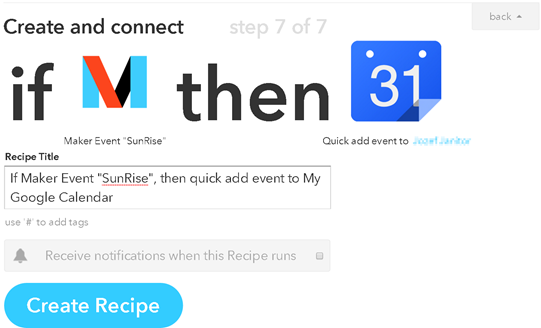 back
Create and connect step 7 of 7
if M then 31
Maker Event "SunRise" Quick add event to
Recipe Title
If Maker Event "SunRise", then quick add event to My
Google Calendar
use '#' to add tags
Receive notifications when this Recipe runs
Create Recipe